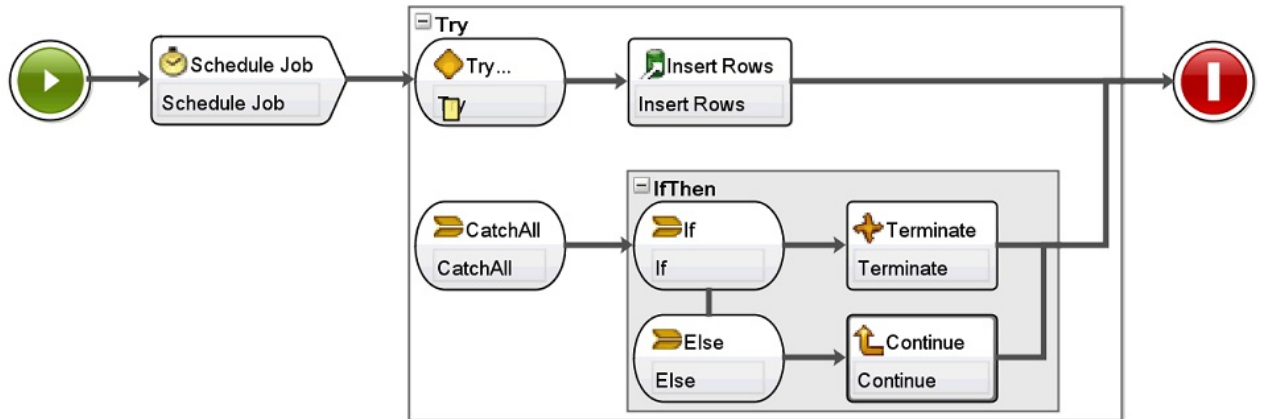 Try
Schedule Job
Schedule Job
Try...
Try
Insert Rows
Insert Rows
IfThen
CatchAll
CatchAll
If
If
Terminate
Terminate
Else
Else
Continue
Continue